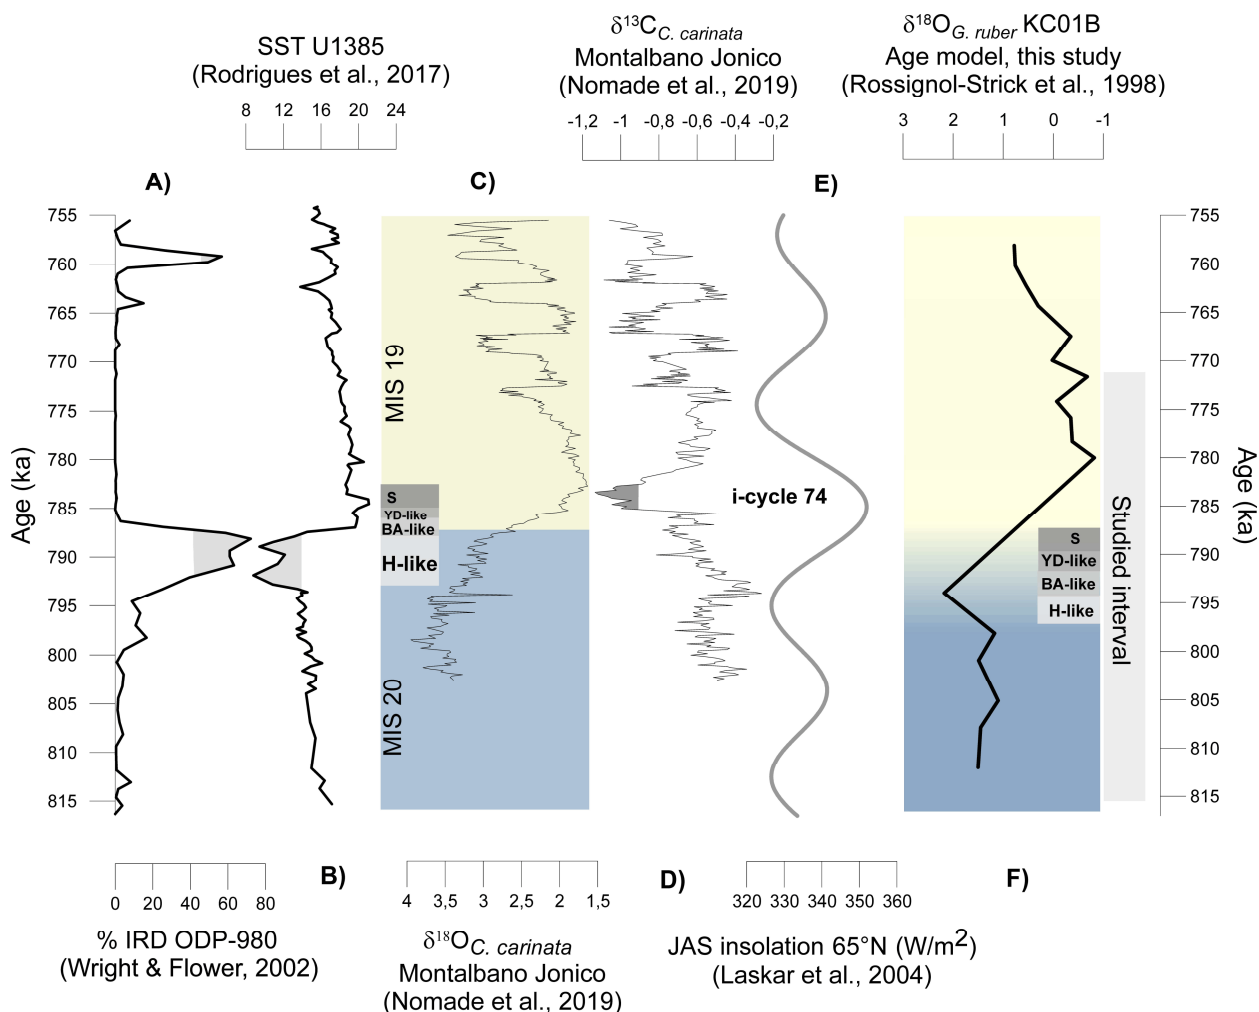 SST U1385
(Rodrigues et al., 2017)
8 12 16 20 24
δ13C C. carinata
Montalbano Jonico
(Nomade et al., 2019)
-1,2 -1 -0,8 -0,4 -0,2
δ18O G. ruber KC01B
Age model, this study
(Rossignol-Strick et al., 1998)
3 2 1 0 -1
A)
C)
E)
Age (ka)
755
760
765
770
775
780
785
790
795
800
805
810
815
MIS 19
MIS 20
S
YD-like
BA-like
H-like
i-cycle 74
S
YD-like
BA-like
H-like
Studied interval
755
760
765
770
775
780
785
790
795
800
805
810
815
Age (ka)
B)
D)
F)
0 20 40 60 80
% IRD ODP-980
(Wright & Flower, 2002)
4 3,5 3 2,5 2 1,5
δ18O C. carinata
Montalbano Jonico
(Nomade et al., 2019)
320 330 340 350 360
JAS insolation 65°N (W/m2)
(Laskar et al., 2004)